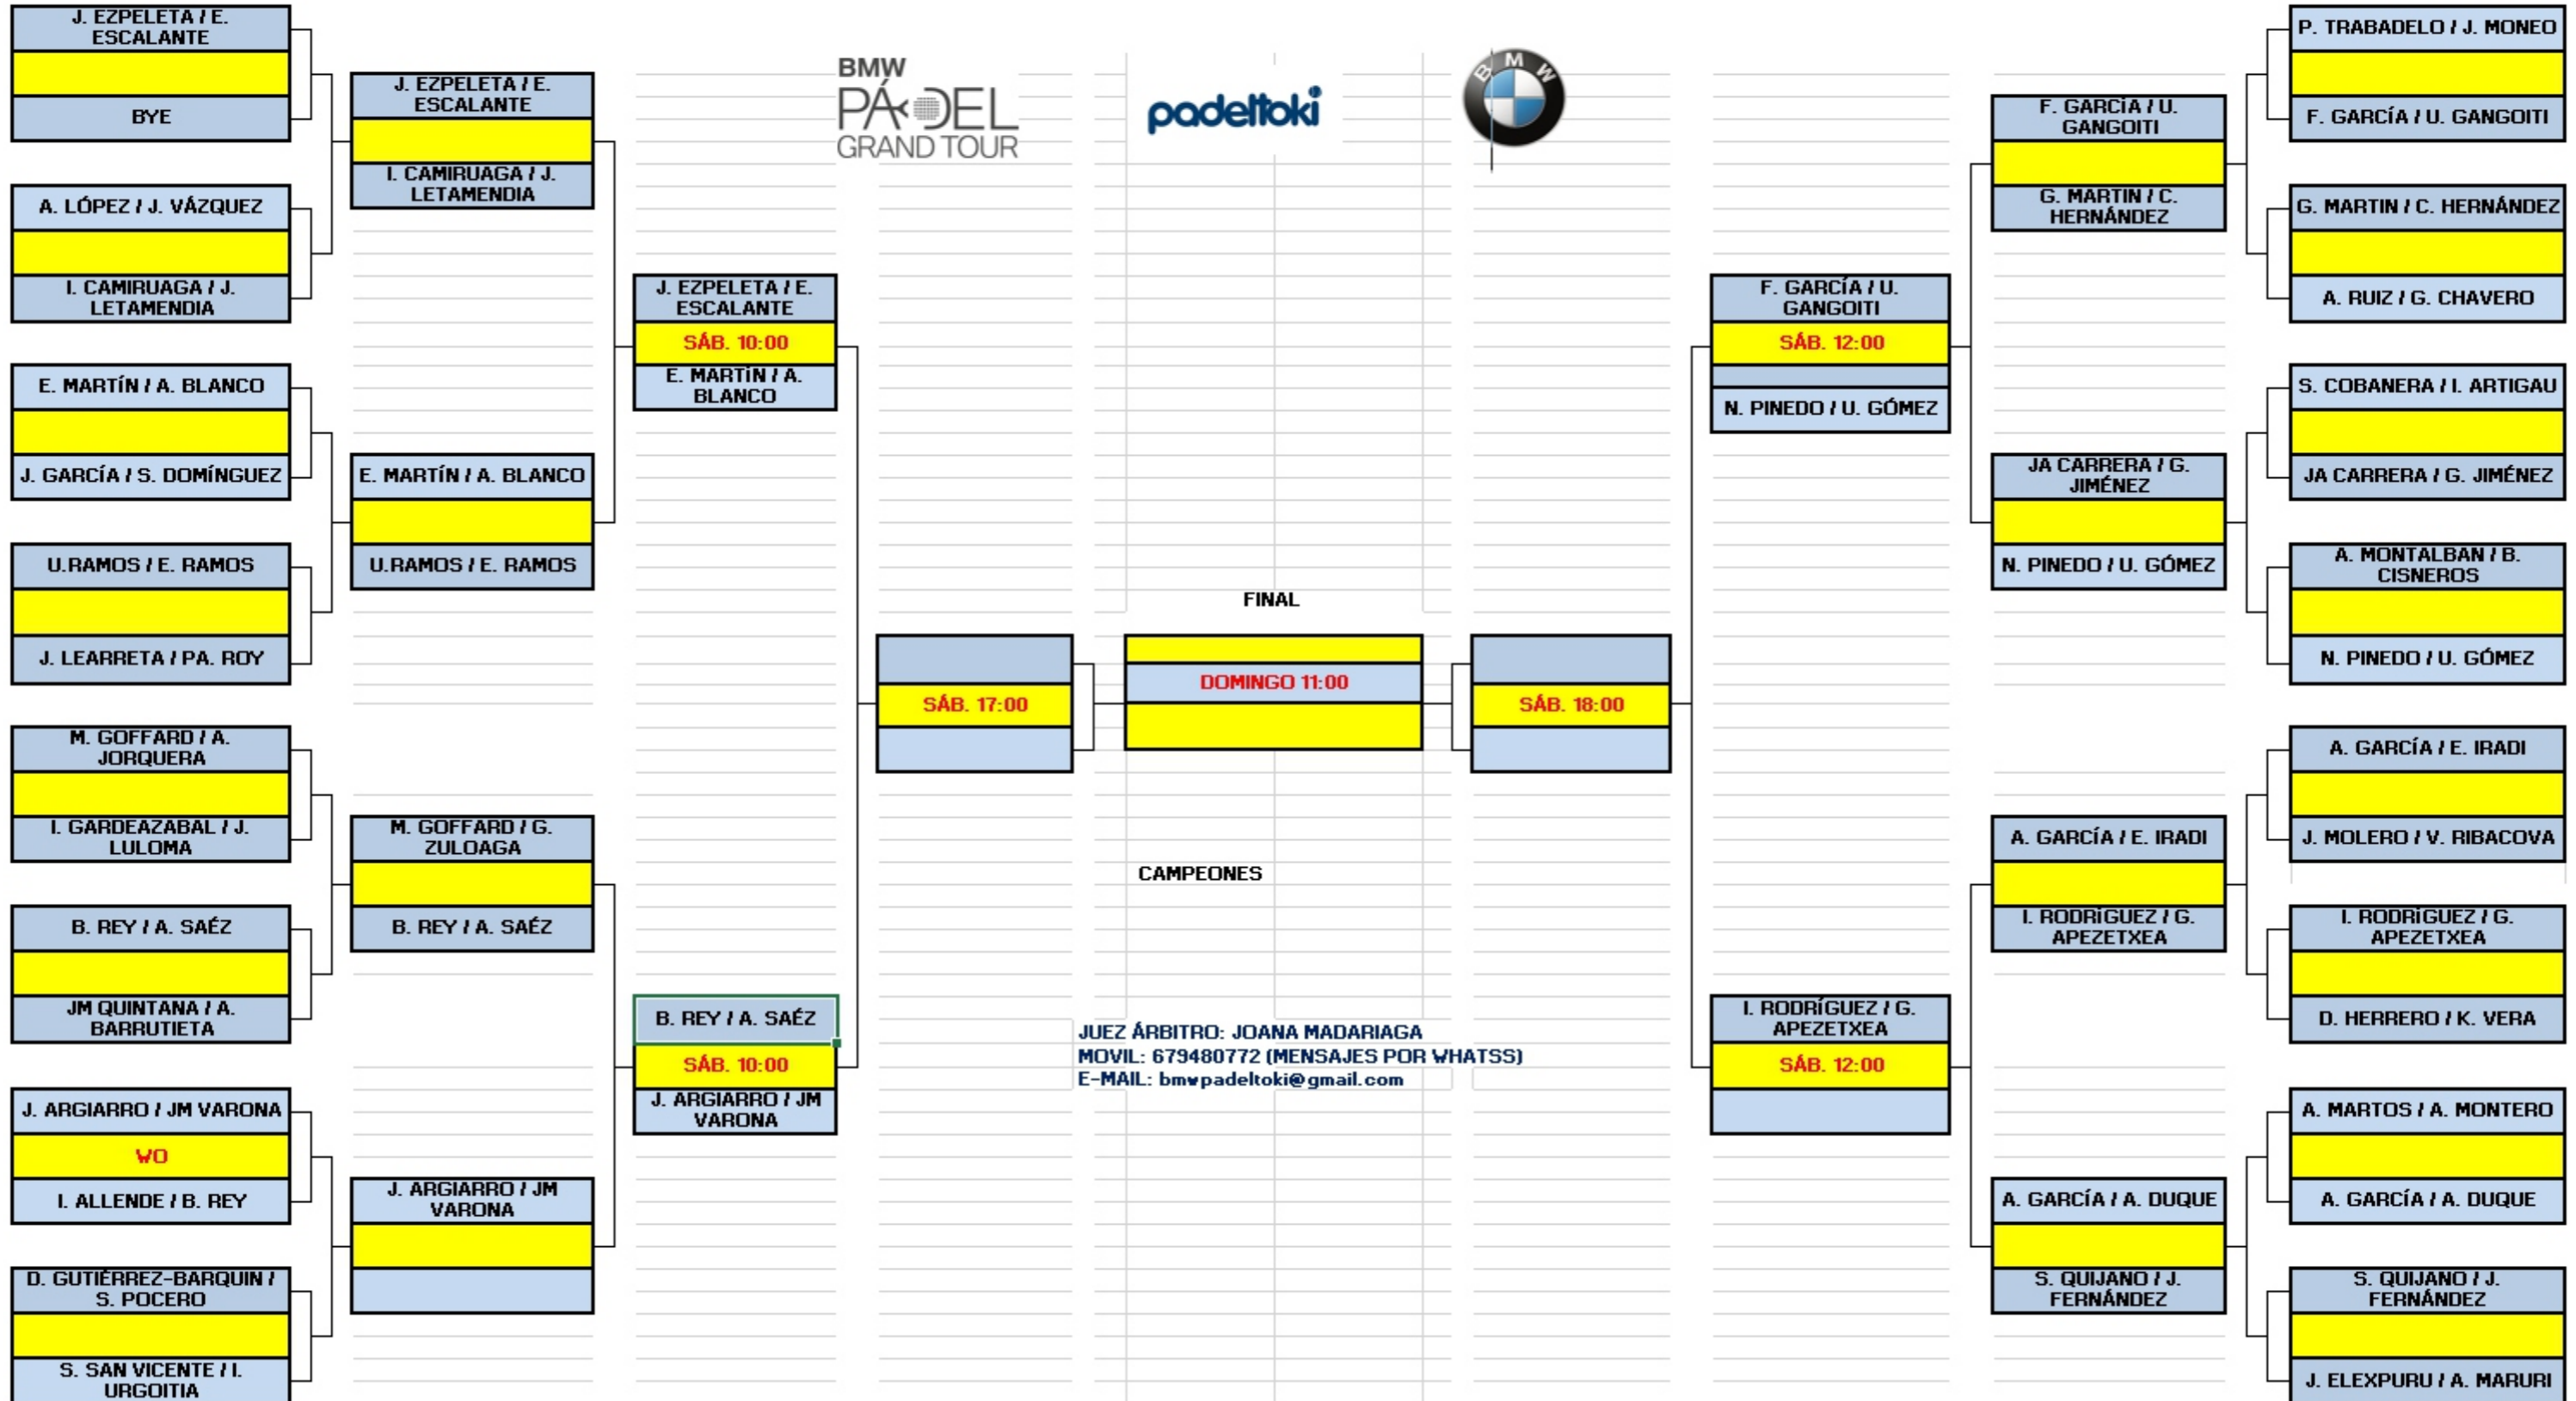 J. EZPELETA / E.
ESCALANTE
BYE
A. LÓPEZ / J. VÁZQUEZ
I. CAMIRUAGA / J.
LETAMENDIA
E. MARTÍN / A. BLANCO
J. GARCÍA / S. DOMÍNGUEZ
U.RAMOS / E. RAMOS
J. LEARRETA / PA. ROY
M. GOFFARD / A.
JORQUERA
I. GARDEAZABAL / J.
LULOMA
B. REY / A. SAÉZ
JM QUINTANA / A.
BARRUTIETA
J. ARGIARRO / JM VARONA
WO
I. ALLENDE / B. REY
D. GUTIÉRREZ-BARQUIN /
S. POCERO
S. SAN VICENTE / I.
URGOITIA
J. EZPELETA / E.
ESCALANTE
I. CAMIRUAGA / J.
LETAMENDIA
E. MARTÍN / A. BLANCO
U.RAMOS / E. RAMOS
M. GOFFARD / G.
ZULOAGA
B. REY / A. SAÉZ
J. ARGIARRO / JM
VARONA
J. EZPELETA / E.
ESCALANTE
SÁB. 10:00
E. MARTÍN / A.
BLANCO
B. REY / A. SAÉZ
SÁB. 10:00
J. ARGIARRO / JM
VARONA
BMW
PÁDEL
GRAND TOUR
padeltoki
BMW
SÁB. 17:00
FINAL
DOMINGO 11:00
SÁB. 18:00
CAMPEONES
JUEZ ÁRBITRO: JOANA MADARIAGA
MOVIL: 679480772 (MENSAJES POR WHATSS)
E-MAIL: bmwpadeltoki@gmail.com
F. GARCÍA / U.
GANGOITI
SÁB. 12:00
N. PINEDO / U. GÓMEZ
I. RODRÍGUEZ / G.
APEZETXEA
SÁB. 12:00
F. GARCÍA / U.
GANGOITI
G. MARTIN / C.
HERNÁNDEZ
JA CARRERA / G.
JIMÉNEZ
N. PINEDO / U. GÓMEZ
A. GARCÍA / E. IRADI
I. RODRÍGUEZ / G.
APEZETXEA
A. GARCÍA / A. DUQUE
S. QUIJANO / J.
FERNÁNDEZ
P. TRABADELO / J. MONEO
F. GARCÍA / U. GANGOITI
G. MARTIN / C. HERNÁNDEZ
A. RUIZ / G. CHAVERO
S. COBANERA / I. ARTIGAU
JA CARRERA / G. JIMÉNEZ
A. MONTALBAN / B.
CISNEROS
N. PINEDO / U. GÓMEZ
A. GARCÍA / E. IRADI
J. MOLERO / V. RIBACOVA
I. RODRÍGUEZ / G.
APEZETXEA
D. HERRERO / K. VERA
A. MARTOS / A. MONTERO
A. GARCÍA / A. DUQUE
S. QUIJANO / J.
FERNÁNDEZ
J. ELEXPURU / A. MARURI